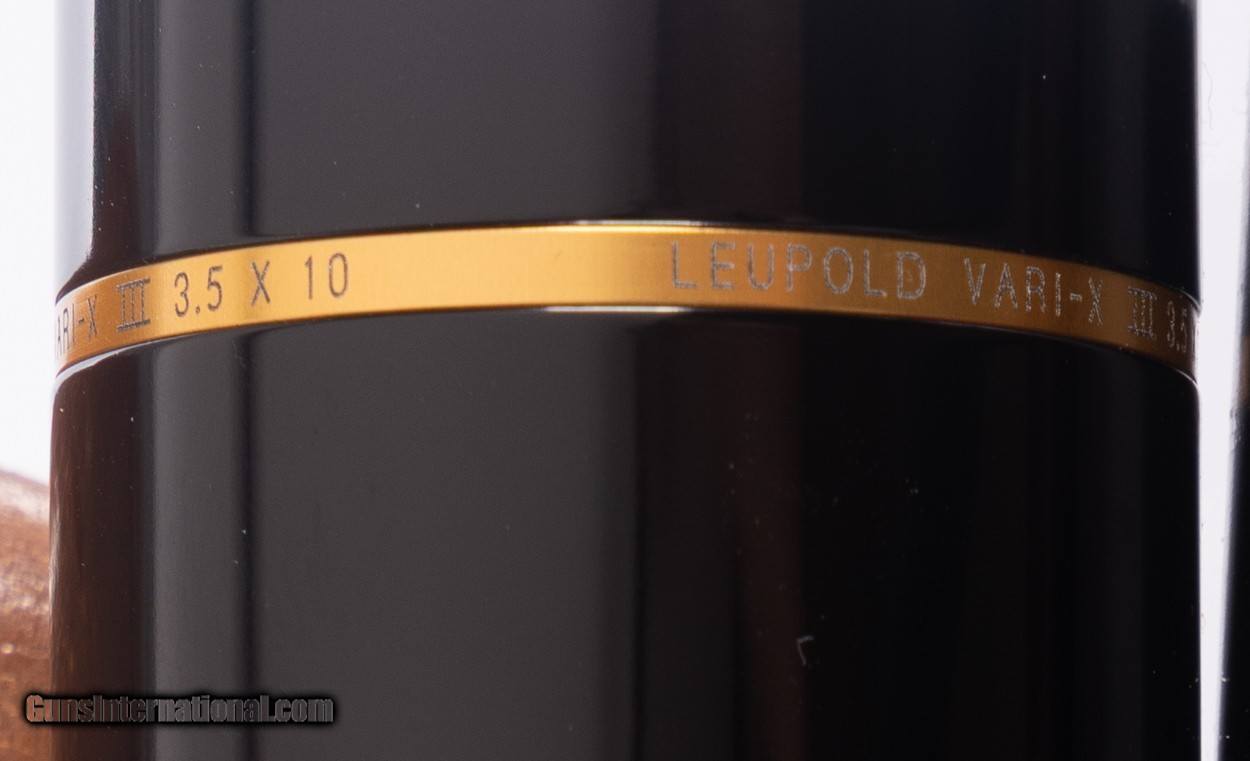 VARI-X III 3.5 X 10 LEUPOLD VARI-X III 3.5
GunsInternational.com